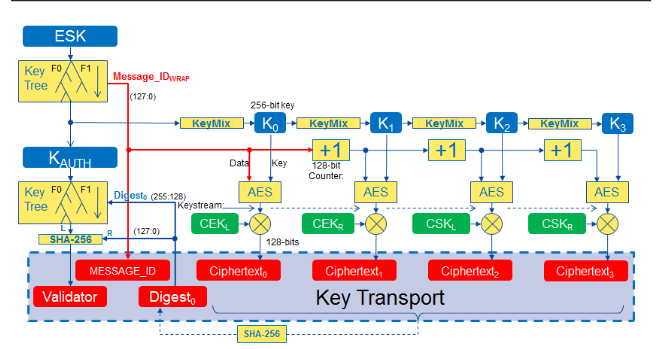 ESK
Key Tree
F0 F1
Message_IDWRAP
(127:0)
256-bit key
KeyMix
K0
KeyMix
K1
KeyMix
K2
KeyMix
K3
KAUTH
+1
+1
+1
Data
Key
128-bit
Counter:
Key Tree
F0 F1
Digest0 (255:128)
AES
AES
AES
AES
Keystream:
L
R
(127:0)
SHA-256
CEKL
CEKR
CSKL
CSKR
128-bits
MESSAGE_ID
Ciphertext0
Ciphertext1
Ciphertext2
Ciphertext3
Validator
Digest0
Key Transport
SHA-256